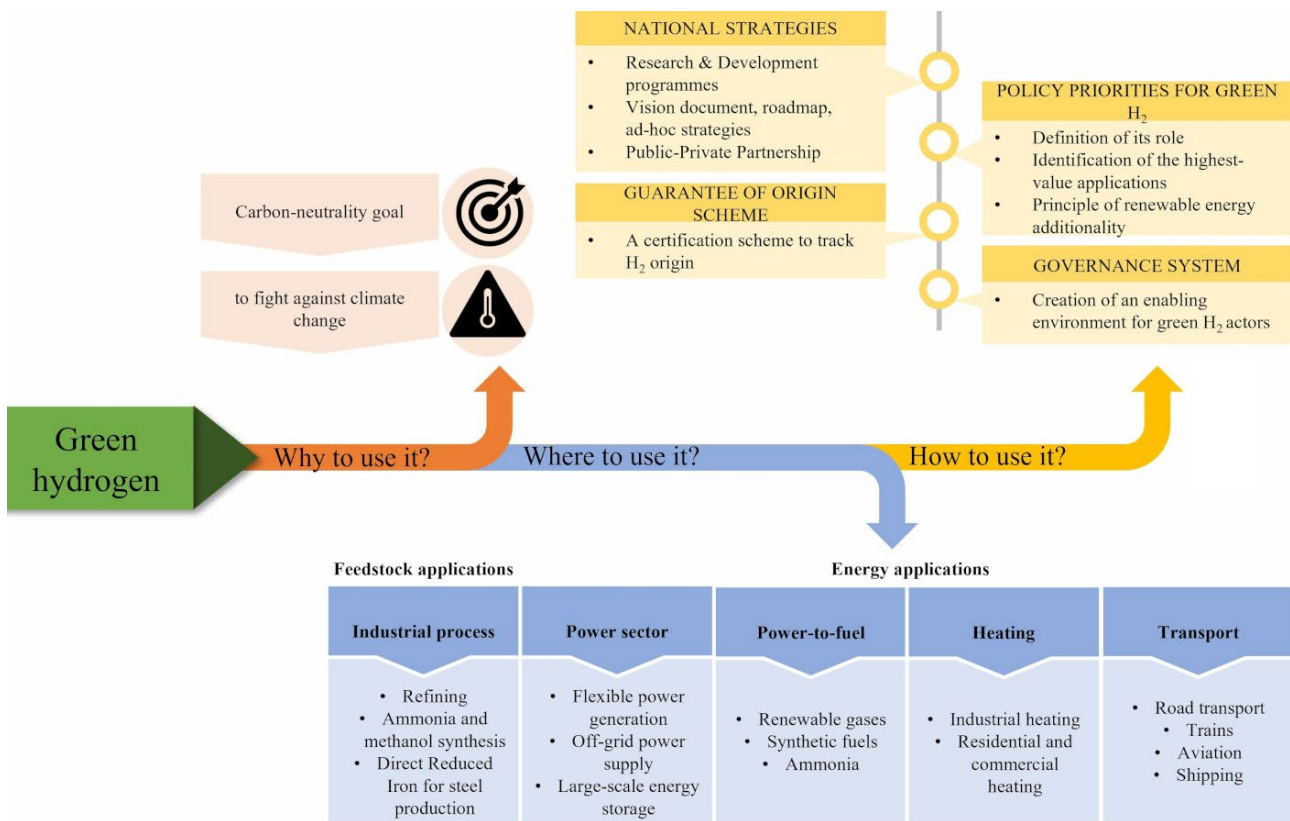 NATIONAL STRATEGIES
• Research & Development
programmes
• Vision document, roadmap,
ad-hoc strategies
• Public-Private Partnership
POLICY PRIORITIES FOR GREEN
H₂
• Definition of its role
• Identification of the highest-
value applications
• Principle of renewable energy
additionality
GUARANTEE OF ORIGIN
SCHEME
• A certification scheme to track
H₂ origin
GOVERNANCE SYSTEM
• Creation of an enabling
environment for green H₂ actors
Carbon-neutrality goal
to fight against climate
change
Green
hydrogen
Why to use it?
Where to use it?
How to use it?
Feedstock applications
Energy applications
Industrial process
• Refining
• Ammonia and
methanol synthesis
• Direct Reduced
Iron for steel
production
Power sector
• Flexible power
generation
• Off-grid power
supply
• Large-scale energy
storage
Power-to-fuel
• Renewable gases
• Synthetic fuels
• Ammonia
Heating
• Industrial heating
• Residential and
commercial
heating
Transport
• Road transport
• Trains
• Aviation
• Shipping